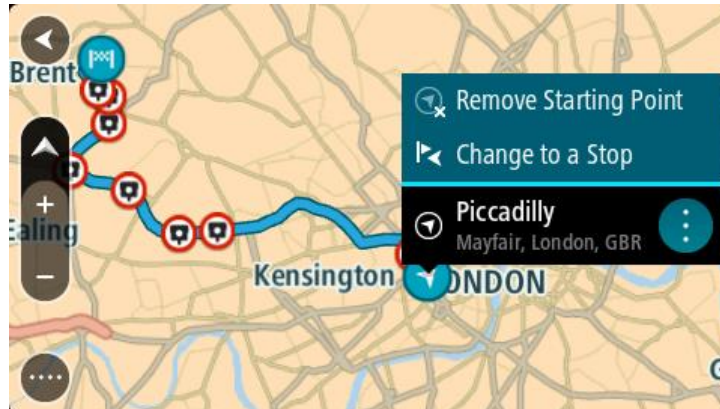 Brent
Remove Starting Point
Change to a Stop
Piccadilly
Mayfair, London, GBR
Ealing
Kensington
ONDON